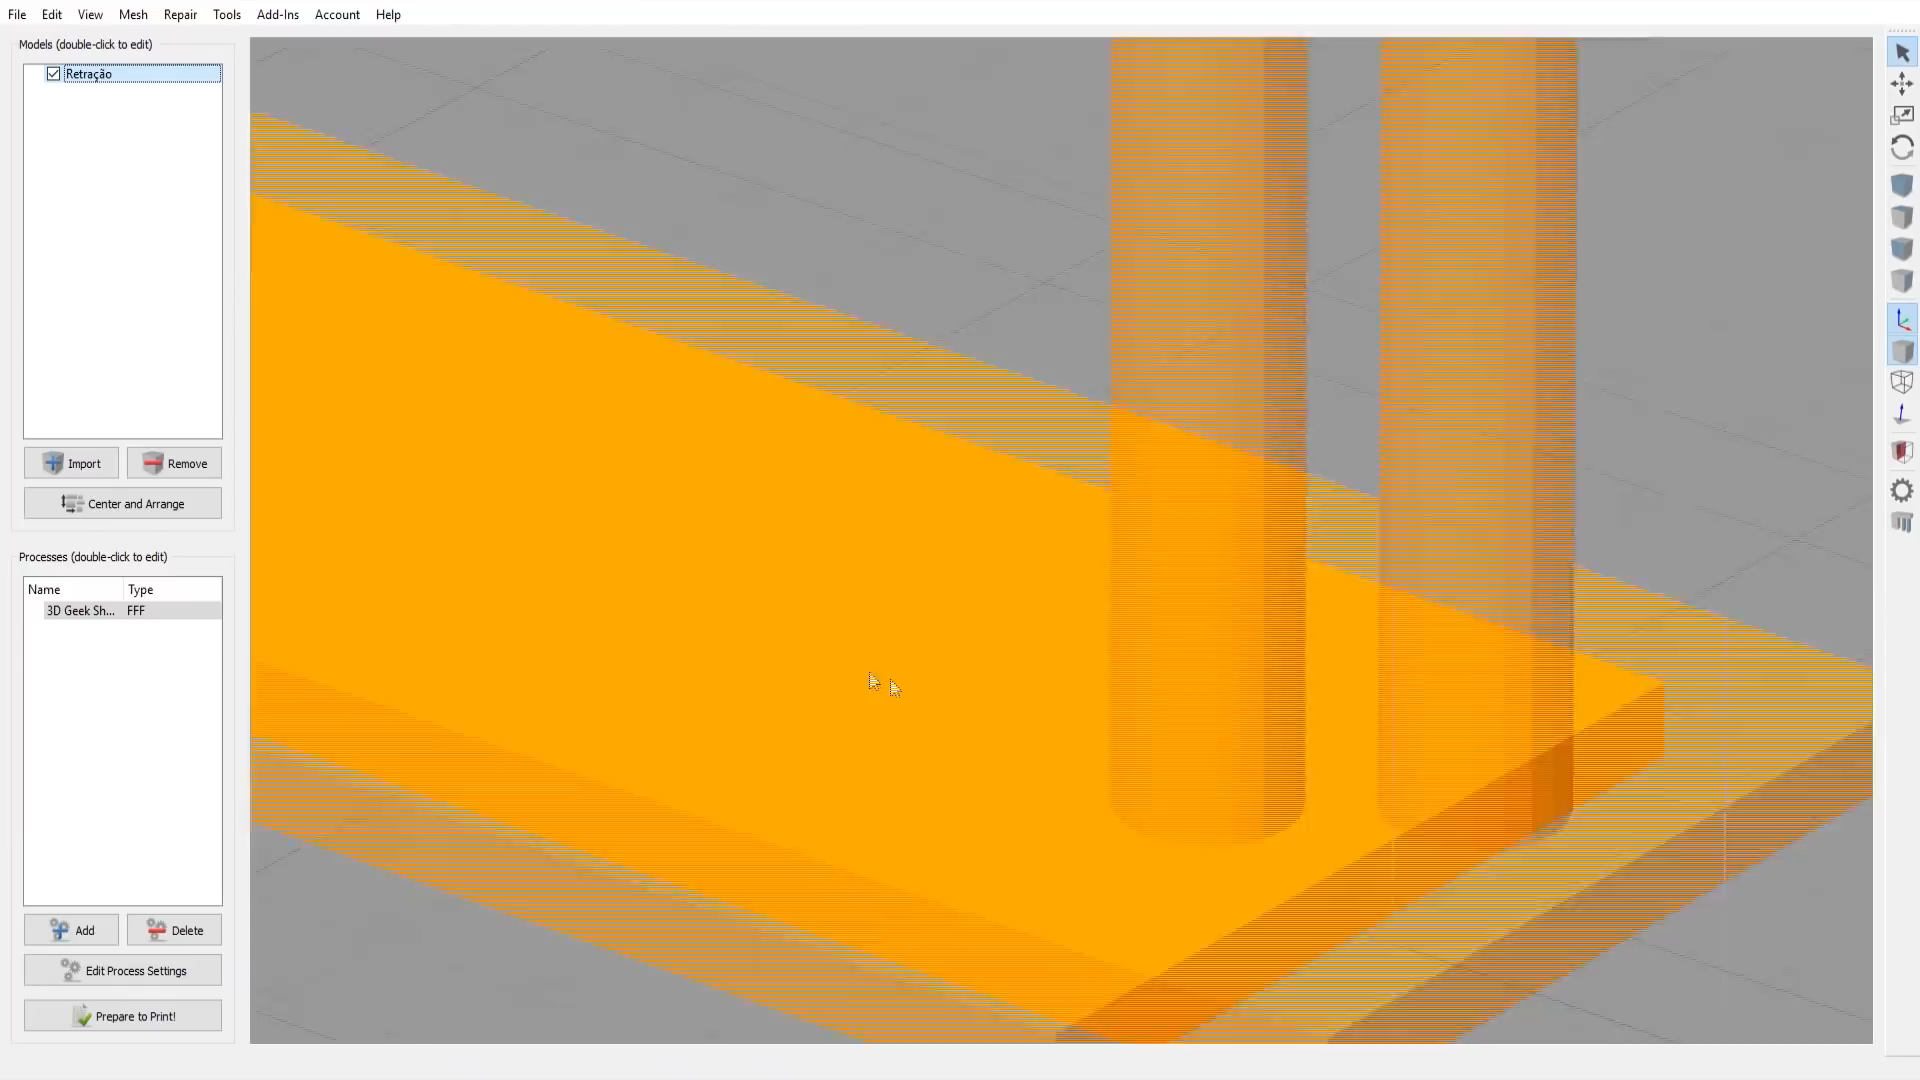 File Edit View Mesh Repair Tools Add-Ins Account Help
Models (double-click to edit)
Retração
Import Remove
Center and Arrange
Processes (double-click to edit)
Name Type
3D Geek Sh... FFF
Add Delete
Edit Process Settings
Prepare to Print!